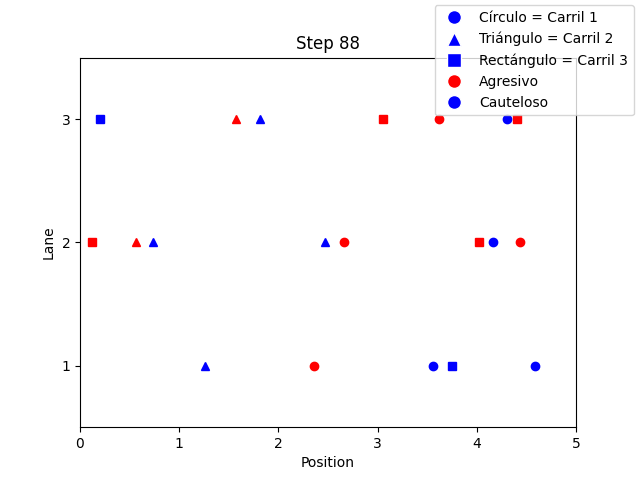 Step 88
Círculo = Carril 1
Triángulo = Carril 2
Rectángulo = Carril 3
Agresivo
Cauteloso
Lane
3
2
1
0 1 2 3 4 5
Position